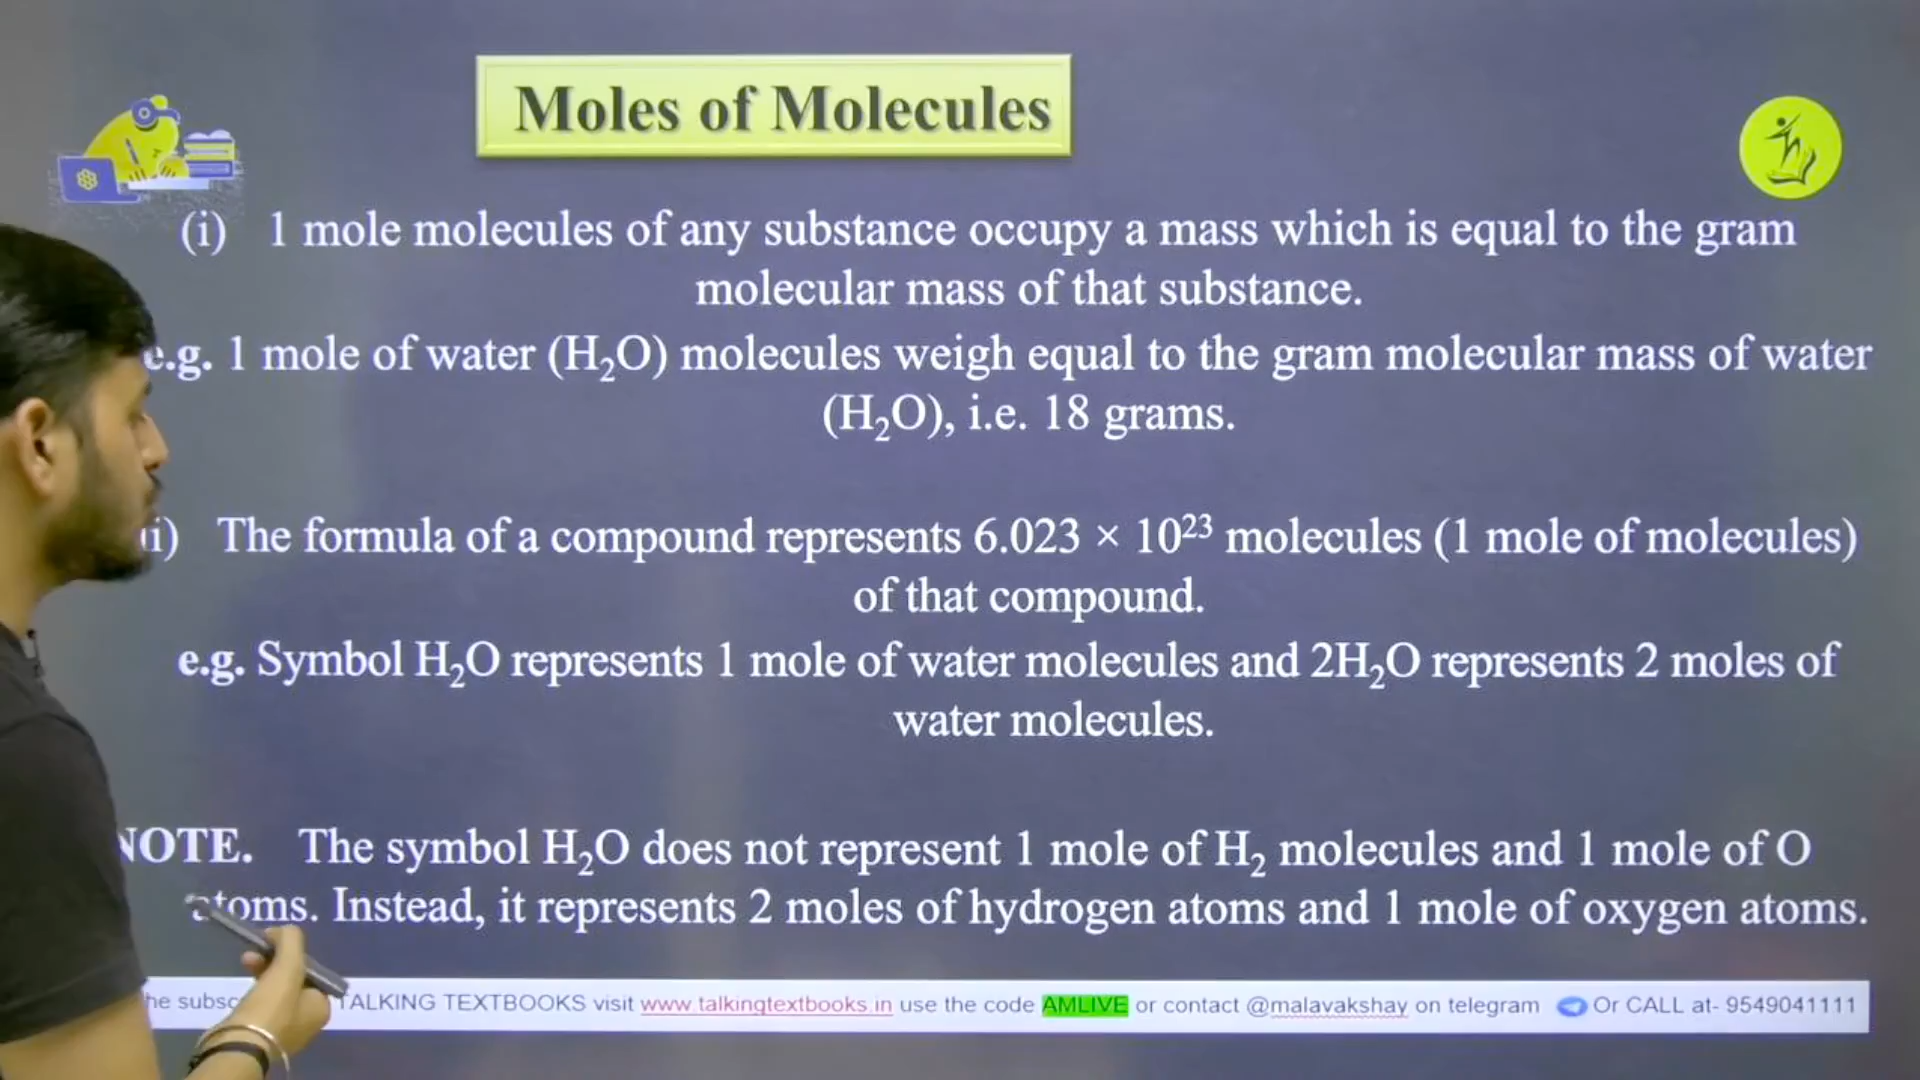 Moles of Molecules
(i) 1 mole molecules of any substance occupy a mass which is equal to the gram
molecular mass of that substance.
e.g. 1 mole of water (H₂O) molecules weigh equal to the gram molecular mass of water
(H₂O), i.e. 18 grams.
ii) The formula of a compound represents 6.023 × 10²³ molecules (1 mole of molecules)
of that compound.
e.g. Symbol H₂O represents 1 mole of water molecules and 2H₂O represents 2 moles of
water molecules.
NOTE. The symbol H₂O does not represent 1 mole of H₂ molecules and 1 mole of O
atoms. Instead, it represents 2 moles of hydrogen atoms and 1 mole of oxygen atoms.
TALKING TEXTBOOKS visit www.talkingtextbooks.in use the code AMLIVE or contact @malavakshay on telegram Or CALL at- 9549041111